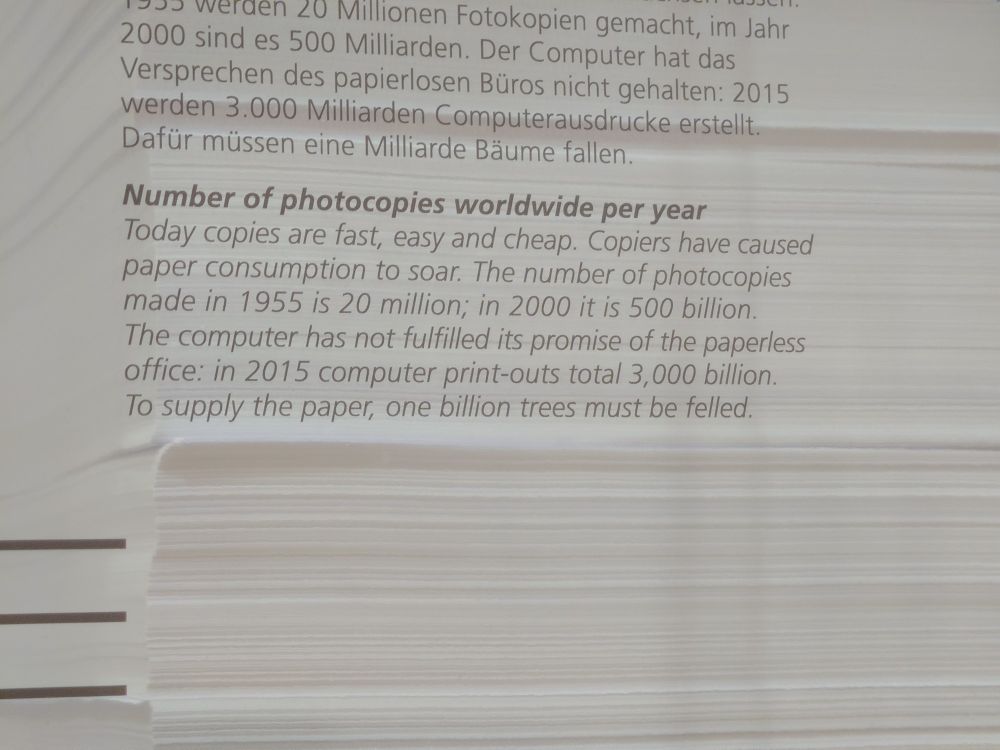 1955 werden 20 Millionen Fotokopien gemacht, im Jahr
2000 sind es 500 Milliarden. Der Computer hat das
Versprechen des papierlosen Büros nicht gehalten: 2015
werden 3.000 Milliarden Computerausdrucke erstellt.
Dafür müssen eine Milliarde Bäume fallen.
Number of photocopies worldwide per year
Today copies are fast, easy and cheap. Copiers have caused
paper consumption to soar. The number of photocopies
made in 1955 is 20 million; in 2000 it is 500 billion.
The computer has not fulfilled its promise of the paperless
office: in 2015 computer print-outs total 3,000 billion.
To supply the paper, one billion trees must be felled.